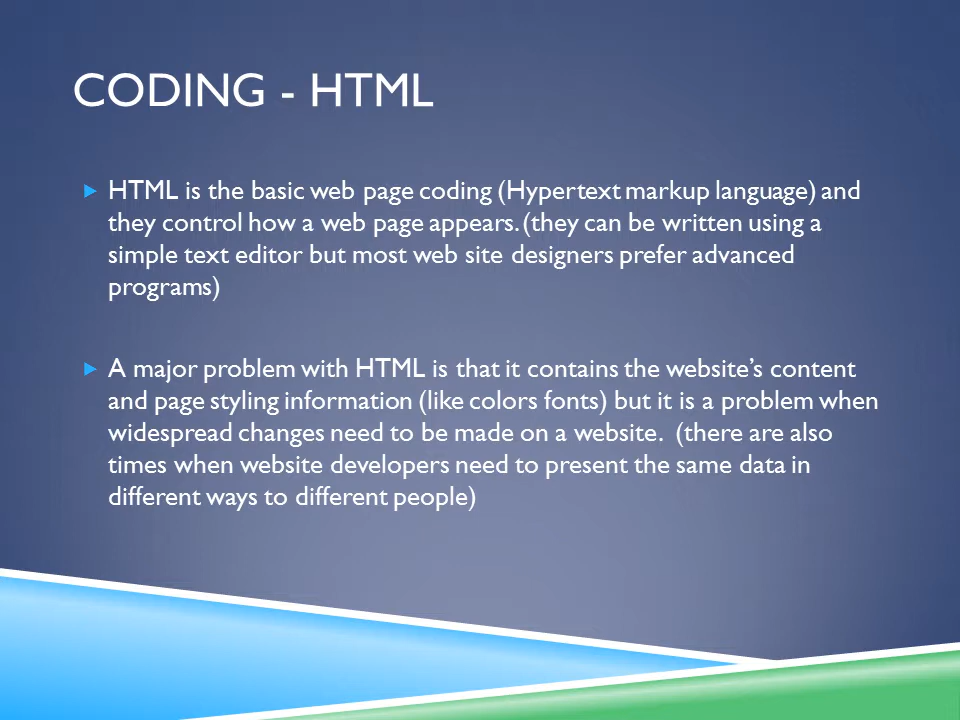 CODING - HTML
HTML is the basic web page coding (Hypertext markup language) and
they control how a web page appears. (they can be written using a
simple text editor but most web site designers prefer advanced
programs)
A major problem with HTML is that it contains the website’s content
and page styling information (like colors fonts) but it is a problem when
widespread changes need to be made on a website.  (there are also
times when website developers need to present the same data in
different ways to different people)